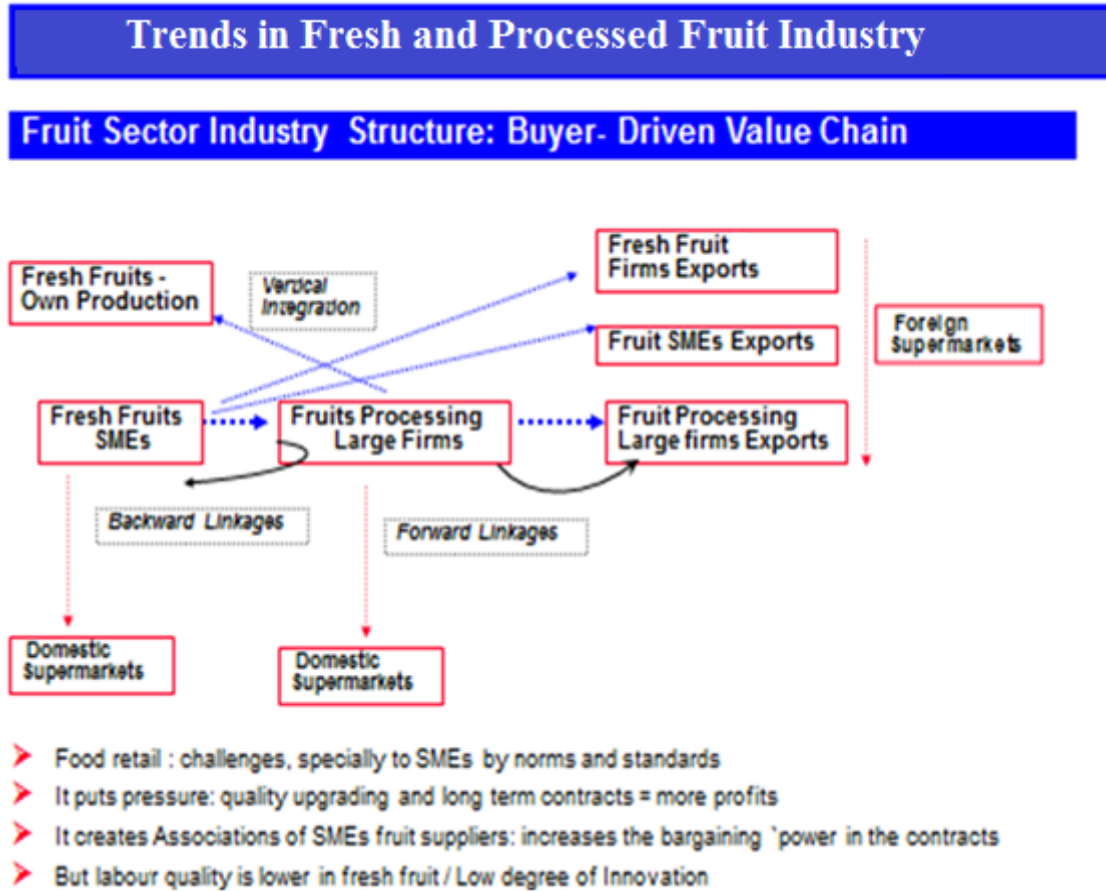 Trends in Fresh and Processed Fruit Industry
Fruit Sector Industry Structure: Buyer- Driven Value Chain
Fresh Fruits -
Own Production
Vertical
Integration
Fresh Fruit
Firms Exports
Fruit SMEs Exports
Foreign
Supermarkets
Fresh Fruits
SMEs
Fruits Processing
Large Firms
Fruit Processing
Large firms Exports
Backward Linkages
Forward Linkages
Domestic
Supermarkets
Domestic
Supermarkets
Food retail : challenges, specially to SMEs by norms and standards
It puts pressure: quality upgrading and long term contracts = more profits
It creates Associations of SMEs fruit suppliers: increases the bargaining `power in the contracts
But labour quality is lower in fresh fruit / Low degree of Innovation